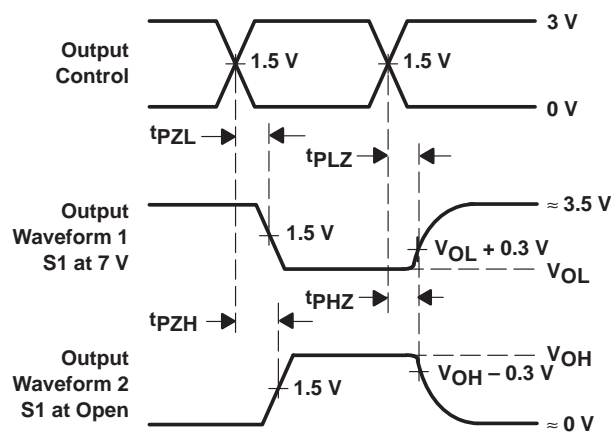 3 V
Output
Control
1.5 V
1.5 V
0 V
tPZL
tPLZ
Output
Waveform 1
S1 at 7 V
≈ 3.5 V
1.5 V
VOL + 0.3 V
VOL
tPZH
tPHZ
Output
Waveform 2
S1 at Open
VOH
VOH – 0.3 V
1.5 V
≈ 0 V